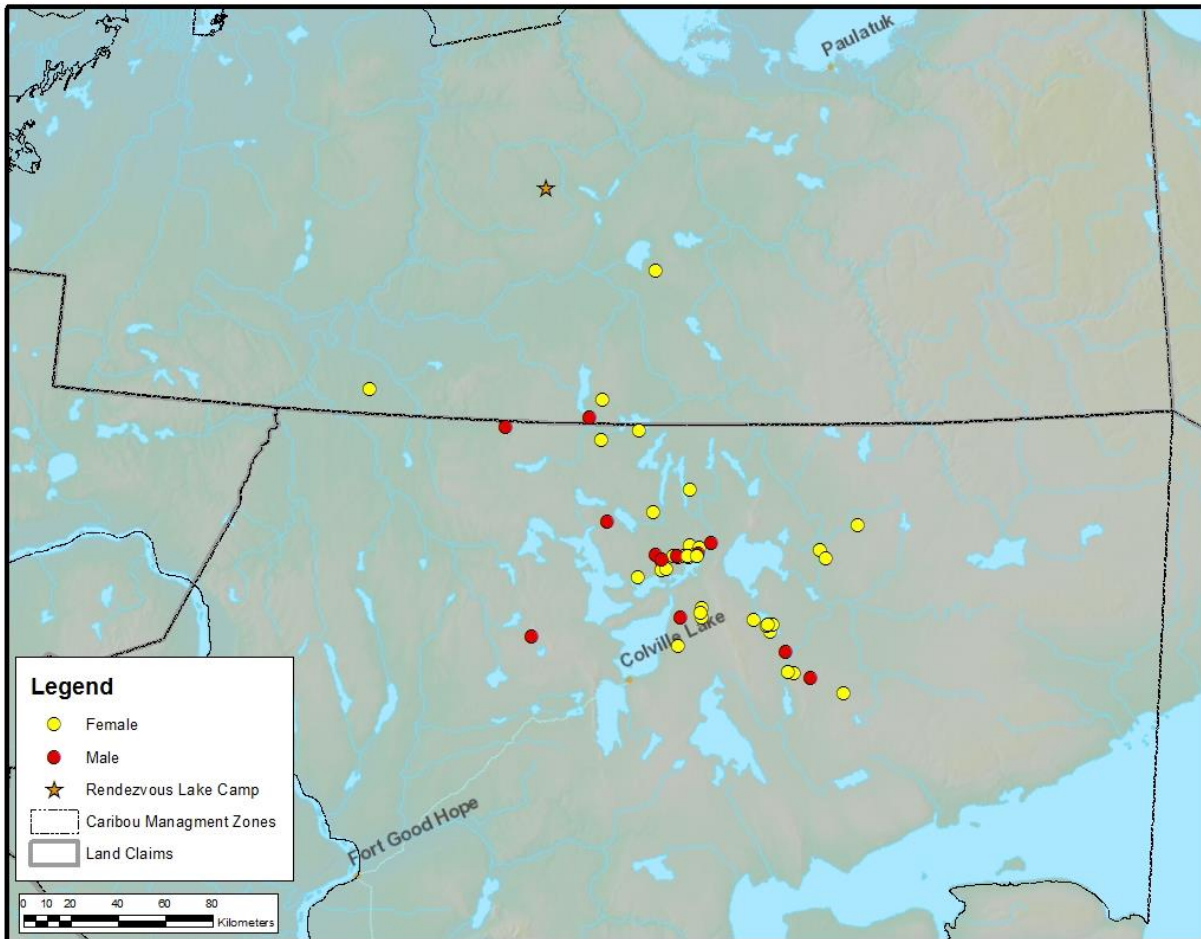 Paulatuk
Colville Lake
Fort Good Hope
Legend
Female
Male
Rendezvous Lake Camp
Caribou Managment Zones
Land Claims
0 10 20 40 60 80
Kilometers